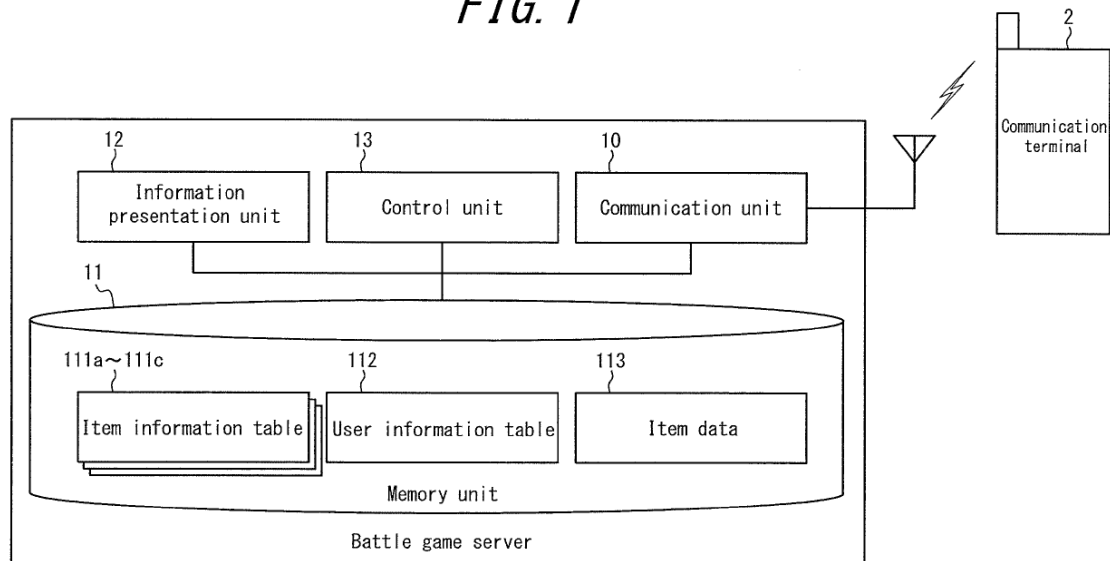 FIG. 1
2
Communication
terminal
12
13
10
Information
presentation unit
Control unit
Communication unit
11
111a～111c
112
113
Item information table
User information table
Item data
Memory unit
Battle game server